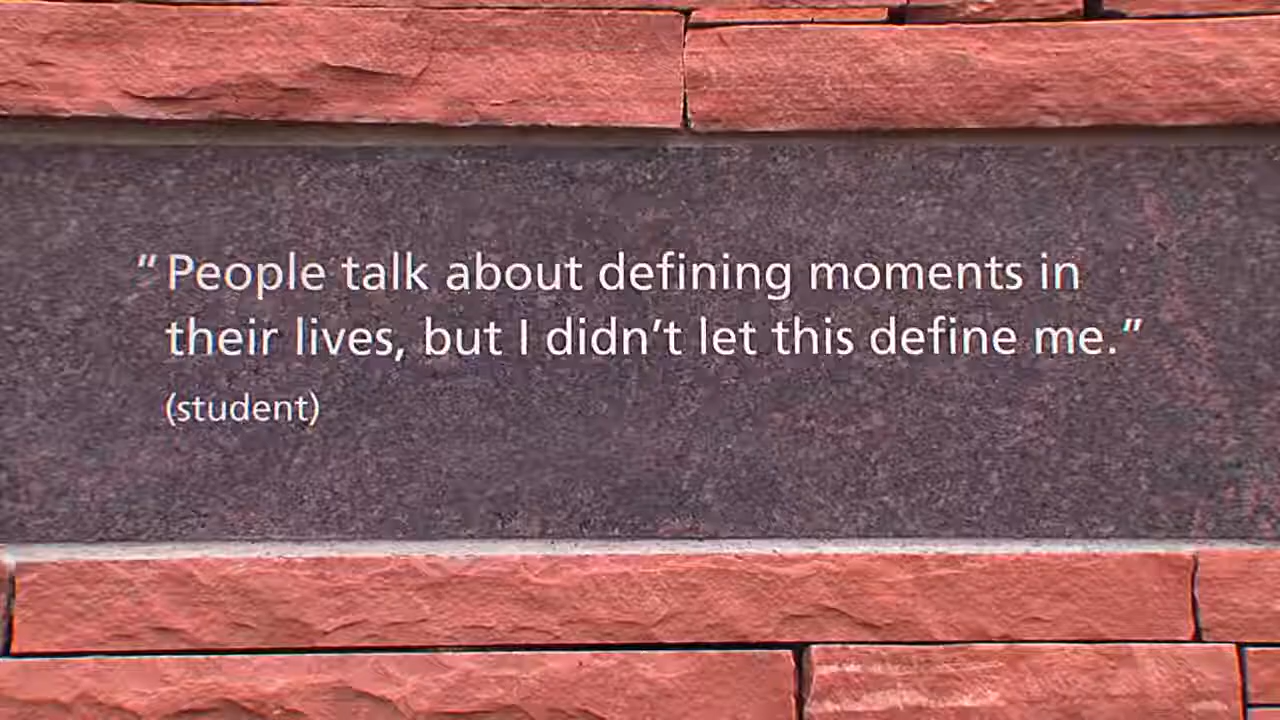 “People talk about defining moments in
their lives, but I didn’t let this define me.”
(student)